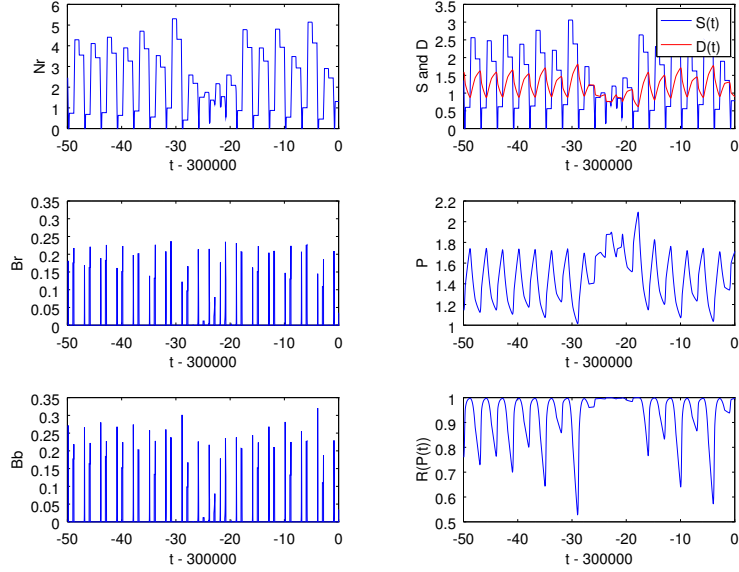 6
5
4
3
2
1
0
Nr
-50 -40 -30 -20 -10 0
t - 300000
3.5
3
2.5
2
1.5
1
0.5
0
S and D
S(t)
D(t)
-50 -40 -30 -20 -10 0
t - 300000
0.35
0.3
0.25
0.2
0.15
0.1
0.05
0
Br
-50 -40 -30 -20 -10 0
t - 300000
2.2
2
1.8
1.6
1.4
1.2
1
P
-50 -40 -30 -20 -10 0
t - 300000
0.35
0.3
0.25
0.2
0.15
0.1
0.05
0
Bb
-50 -40 -30 -20 -10 0
t - 300000
1
0.9
0.8
0.7
0.6
0.5
R(P(t))
-50 -40 -30 -20 -10 0
t - 300000